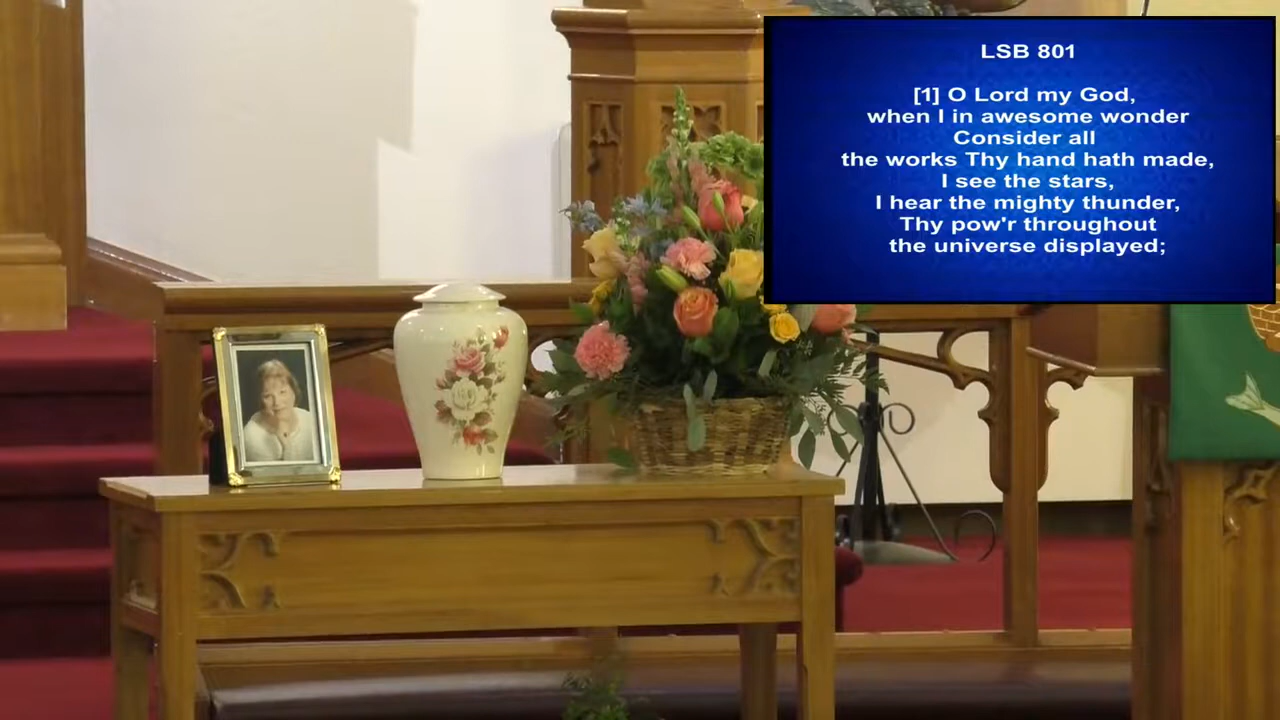 LSB 801
[1] O Lord my God,
when I in awesome wonder
Consider all
the works Thy hand hath made,
I see the stars,
I hear the mighty thunder,
Thy pow'r throughout
the universe displayed;